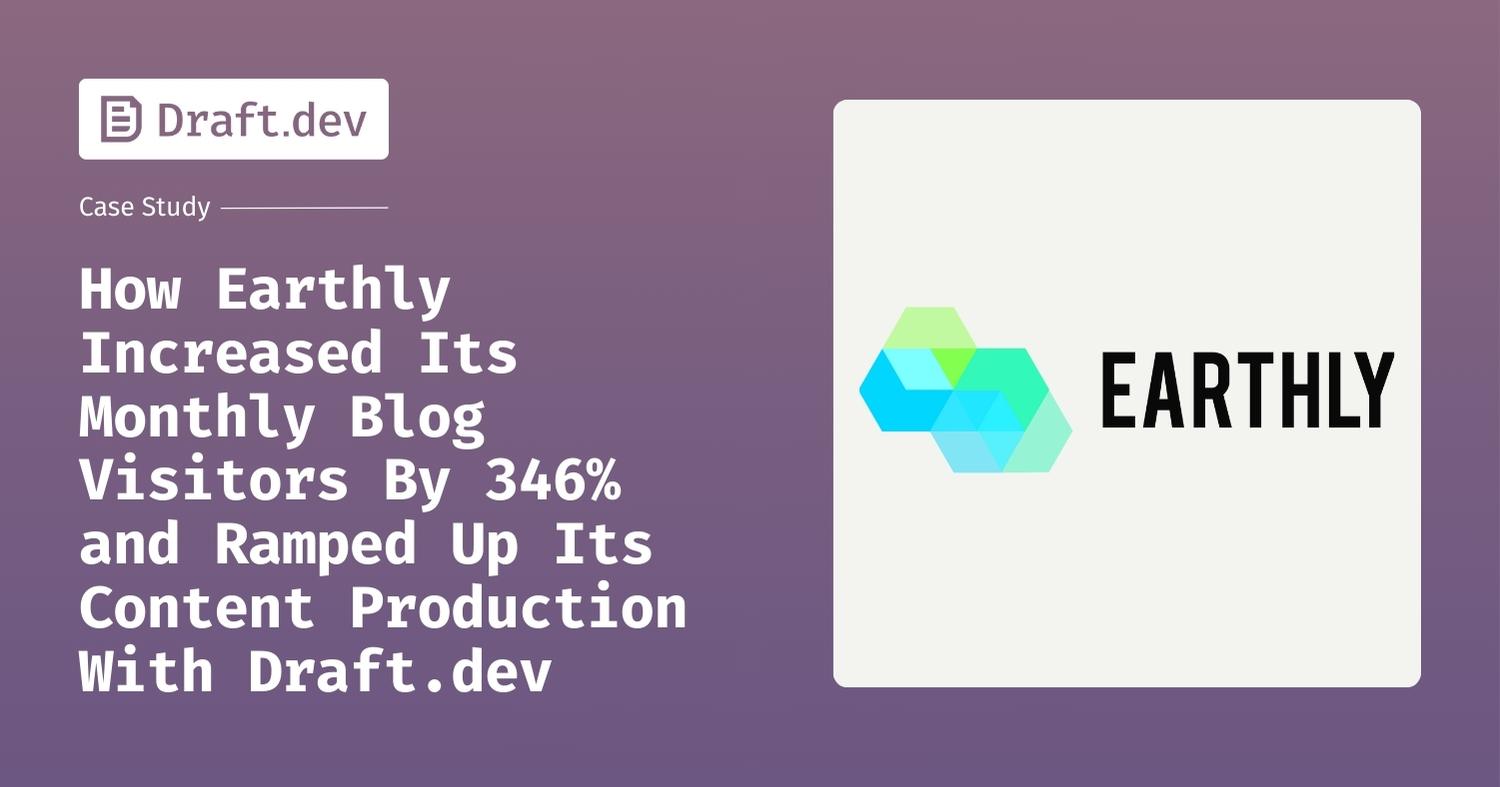 Draft.dev
Case Study
How Earthly
Increased Its
Monthly Blog
Visitors By 346%
and Ramped Up Its
Content Production
With Draft.dev
EARTHLY